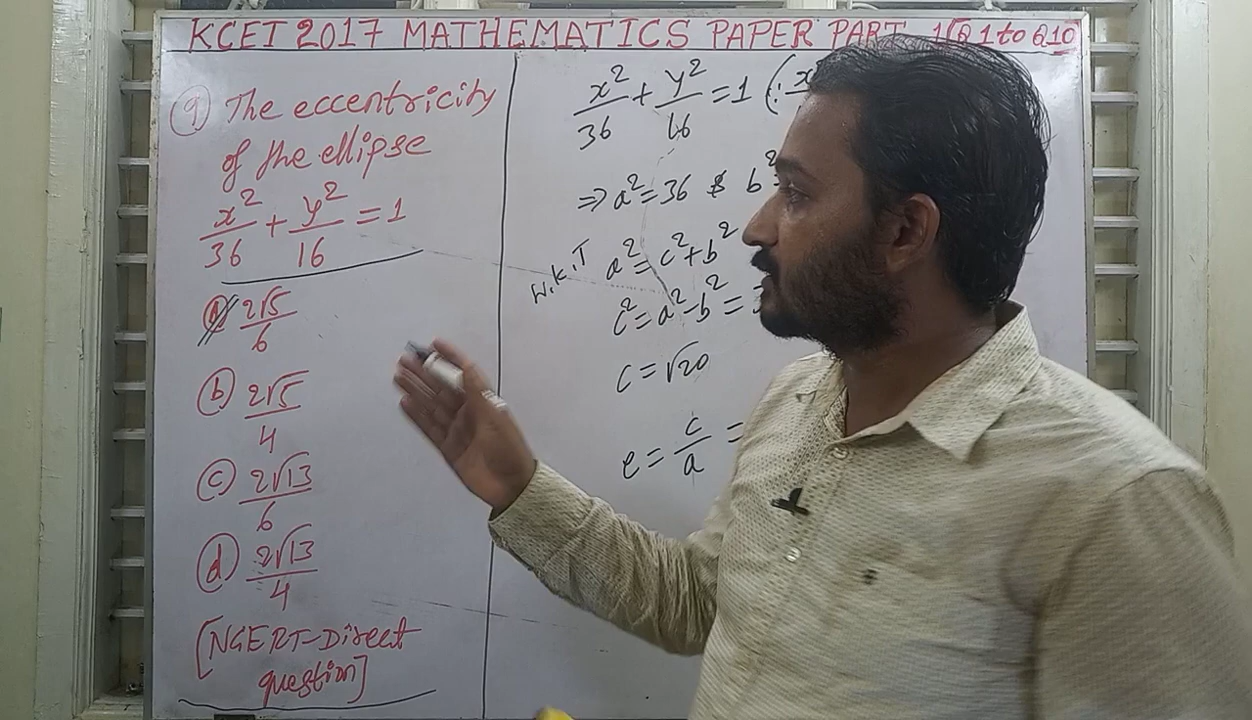 KCET 2017 MATHEMATICS PAPER PART 1 (Q1 to Q10
9) The eccentricity
of the ellipse
x²/36 + y²/16 = 1
a) 2√5/6
b) 2√5/4
c) 2√13/6
d) 2√13/4
[NCERT-Direct
question]
x²/36 + y²/16 = 1 (∵ x
⇒ a² = 36 & b²
W.K.T a² = c² + b²
c² = a² - b² =
c = √20
e = c/a =